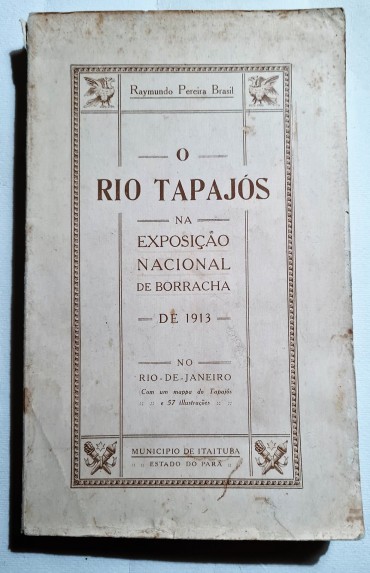 Raymundo Pereira Brasil
O
RIO TAPAJÓS
NA
EXPOSIÇÃO
NACIONAL
DE BORRACHA
DE 1913
NO
RIO-DE-JANEIRO
(Com um mappa do Tapajós
:: :: e 57 illustrações :: ::
MUNICIPIO DE ITAITUBA
:: :: ESTADO DO PARÁ :: ::